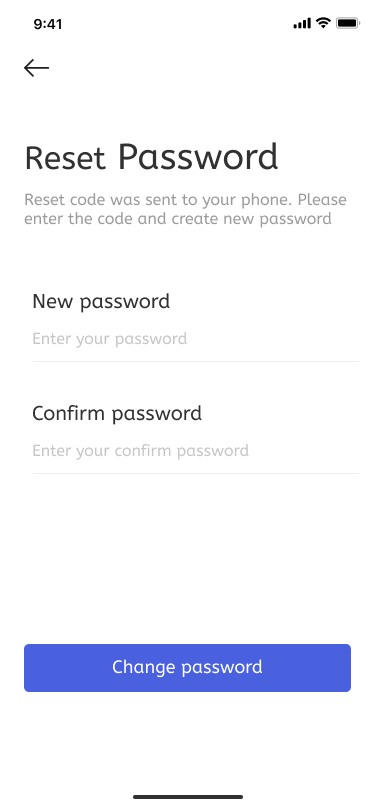 9:41
Reset Password
Reset code was sent to your phone. Please
enter the code and create new password
New password
Enter your password
Confirm password
Enter your confirm password
Change password